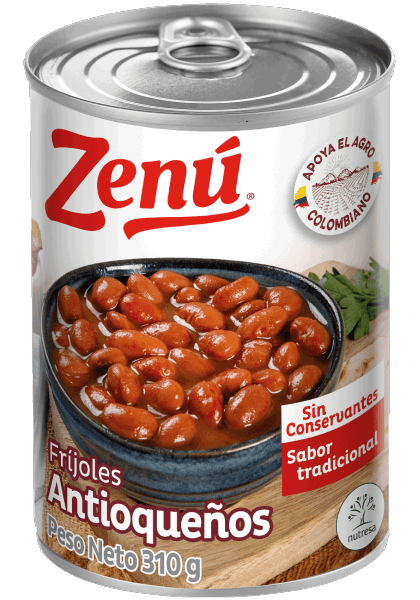 Zenú®
APOYA EL AGRO
COLOMBIANO
Sin
Conservantes
Sabor
tradicional
Fríjoles
Antioqueños
Peso Neto 310 g
nutresa